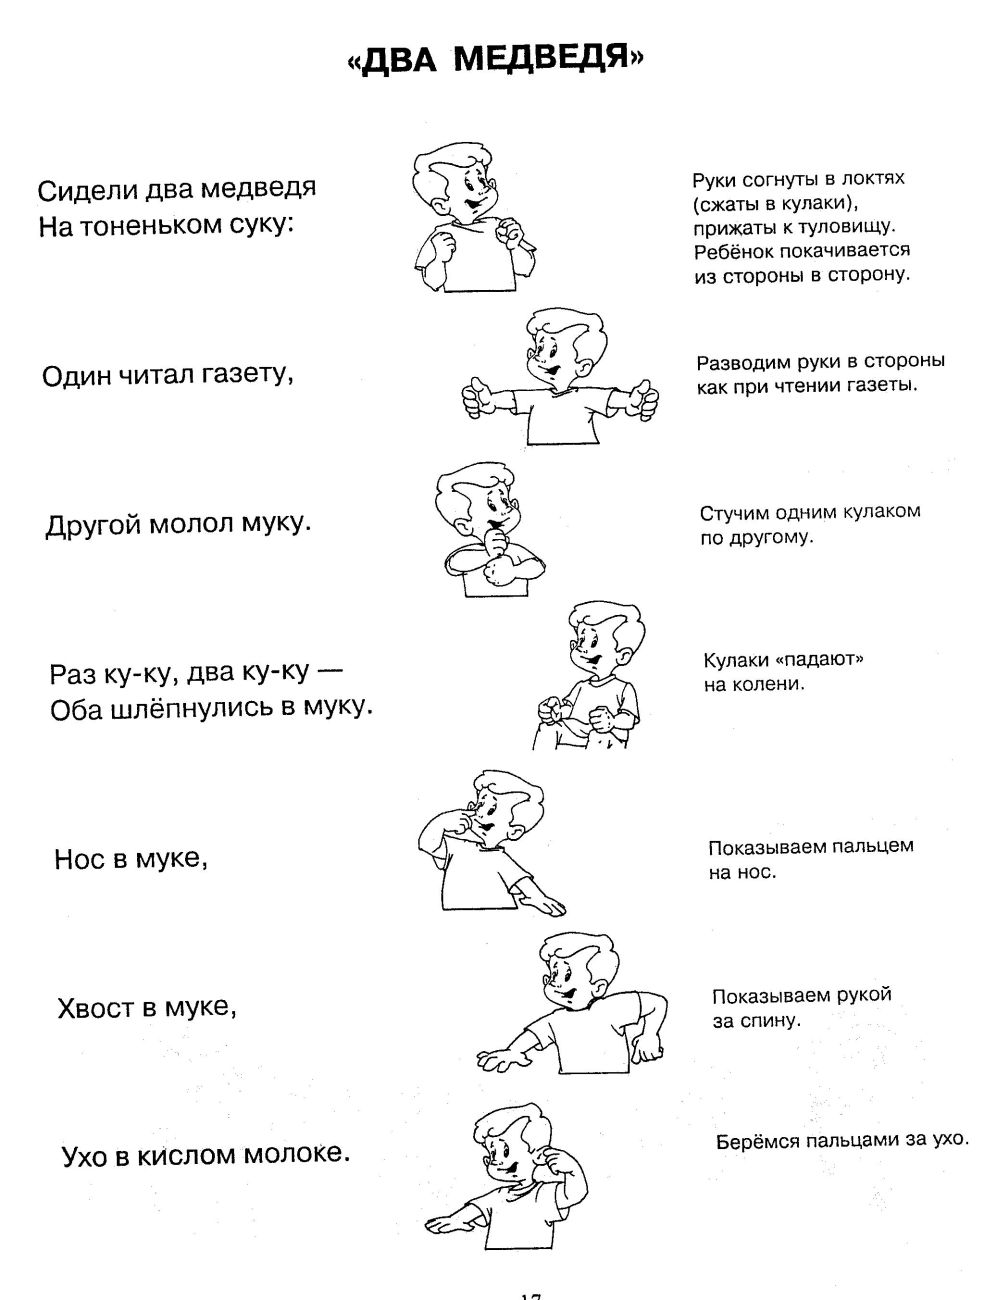 «ДВА МЕДВЕДЯ»
Сидели два медведя
На тоненьком суку:
Руки согнуты в локтях
(сжаты в кулаки),
прижаты к туловищу.
Ребёнок покачивается
из стороны в сторону.
Один читал газету,
Разводим руки в стороны
как при чтении газеты.
Другой молол муку.
Стучим одним кулаком
по другому.
Раз ку-ку, два ку-ку —
Оба шлёпнулись в муку.
Кулаки «падают»
на колени.
Нос в муке,
Показываем пальцем
на нос.
Хвост в муке,
Показываем рукой
за спину.
Ухо в кислом молоке.
Берёмся пальцами за ухо.
17